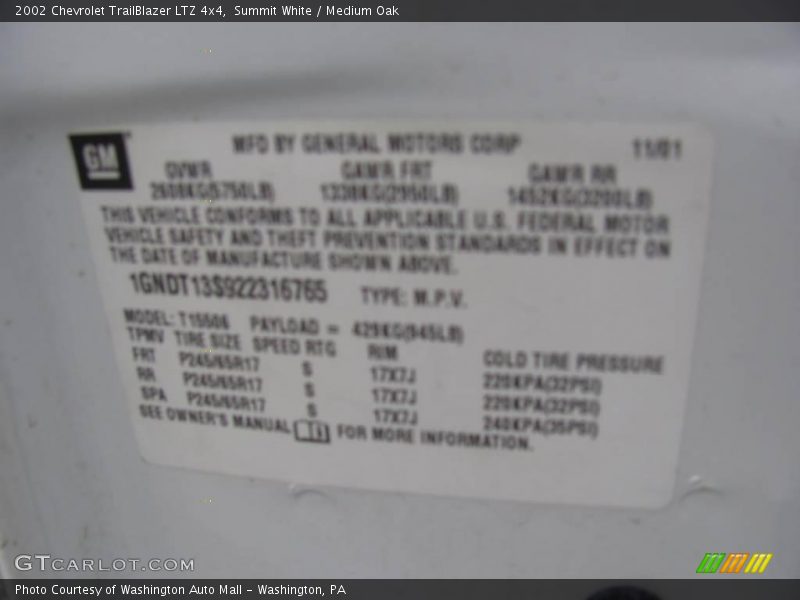 2002 Chevrolet TrailBlazer LTZ 4x4, Summit White / Medium Oak
GM
MFD BY GENERAL MOTORS CORP 11/01
GVWR GAWR FRT GAWR RR
2608KG(5750LB) 1338KG(2950LB) 1452KG(3200LB)
THIS VEHICLE CONFORMS TO ALL APPLICABLE U.S. FEDERAL MOTOR
VEHICLE SAFETY AND THEFT PREVENTION STANDARDS IN EFFECT ON
THE DATE OF MANUFACTURE SHOWN ABOVE.
1GNDT13S922316765 TYPE: M.P.V.
MODEL: T15506 PAYLOAD = 429KG(945LB)
TPMV TIRE SIZE SPEED RTG RIM COLD TIRE PRESSURE
FRT P245/65R17 S 17X7J 220KPA(32PSI)
RR P245/65R17 S 17X7J 220KPA(32PSI)
SPA P245/65R17 S 17X7J 240KPA(35PSI)
SEE OWNER'S MANUAL FOR MORE INFORMATION.
GTCARLOT.COM
Photo Courtesy of Washington Auto Mall - Washington, PA